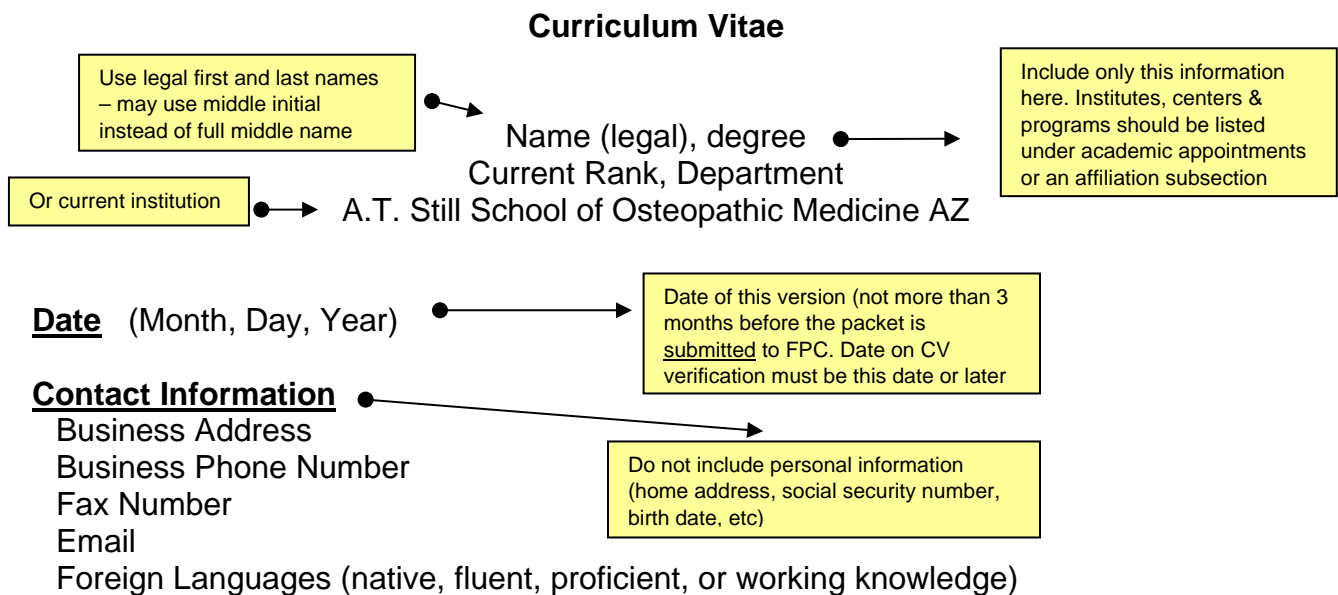 Curriculum Vitae
Use legal first and last names
– may use middle initial
instead of full middle name
Include only this information
here. Institutes, centers &
programs should be listed
under academic appointments
or an affiliation subsection
Name (legal), degree
Current Rank, Department
Or current institution
A.T. Still School of Osteopathic Medicine AZ
Date (Month, Day, Year)
Date of this version (not more than 3
months before the packet is
submitted to FPC. Date on CV
verification must be this date or later
Contact Information
Business Address
Business Phone Number
Fax Number
Email
Foreign Languages (native, fluent, proficient, or working knowledge)
Do not include personal information
(home address, social security number,
birth date, etc)